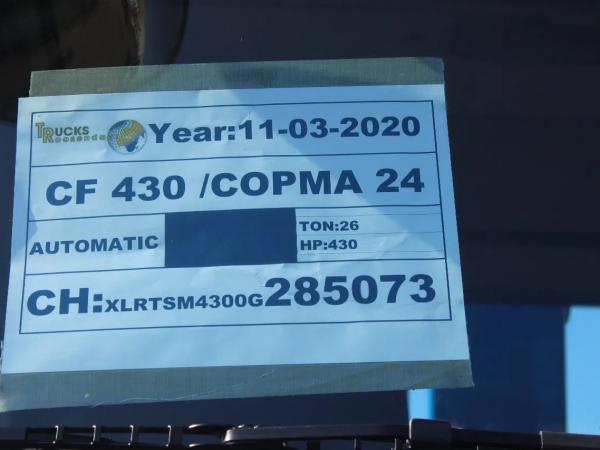 TRUCKS
Roosendaal
Year:11-03-2020
CF 430 /COPMA 24
AUTOMATIC
TON:26
HP:430
CH:XLRTSM4300G285073